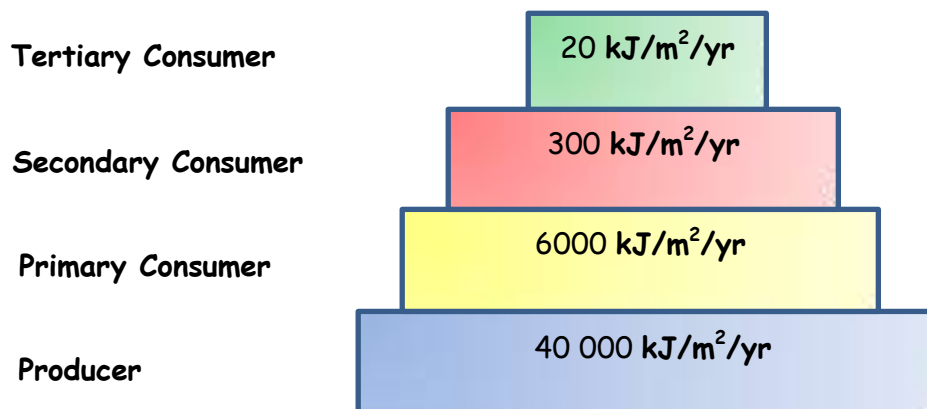 Tertiary Consumer
20 kJ/m²/yr
Secondary Consumer
300 kJ/m²/yr
Primary Consumer
6000 kJ/m²/yr
Producer
40 000 kJ/m²/yr